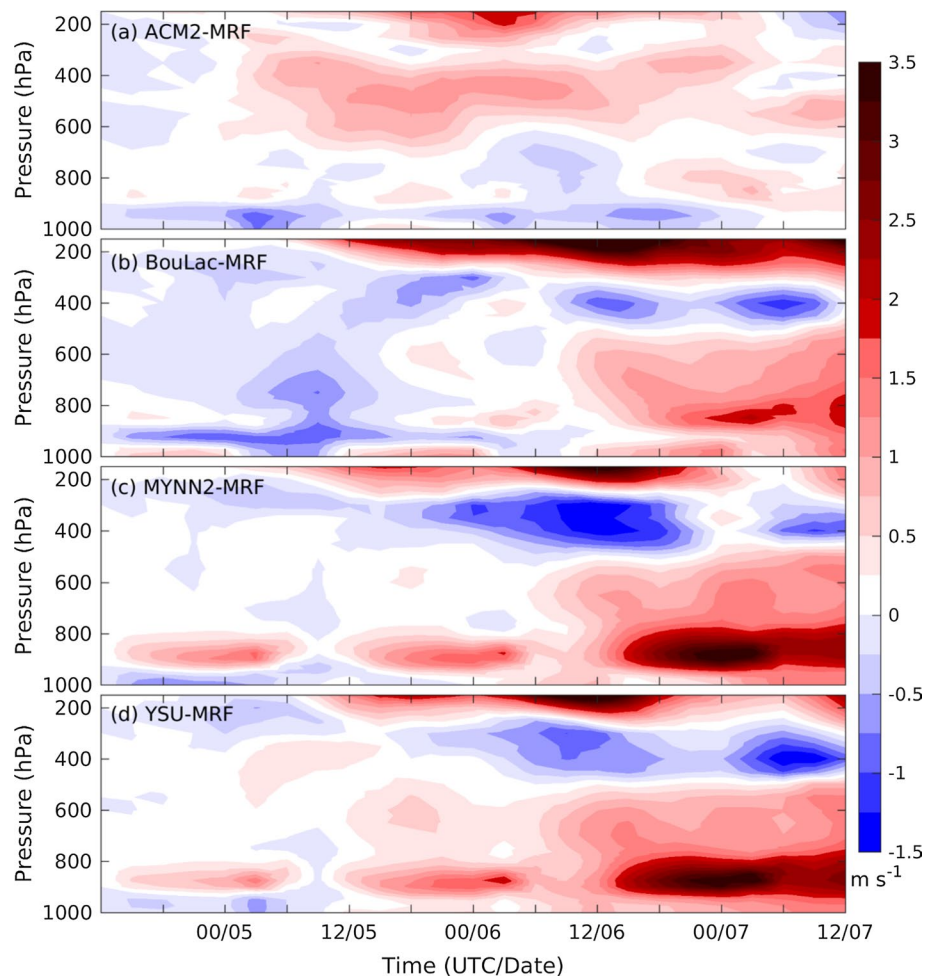 (a) ACM2-MRF
Pressure (hPa)
200
400
600
800
1000
(b) BouLac-MRF
Pressure (hPa)
200
400
600
800
1000
(c) MYNN2-MRF
Pressure (hPa)
200
400
600
800
1000
(d) YSU-MRF
Pressure (hPa)
200
400
600
800
1000
00/05 12/05 00/06 12/06 00/07 12/07
Time (UTC/Date)
3.5
3
2.5
2
1.5
1
0.5
0
-0.5
-1
-1.5
m s⁻¹